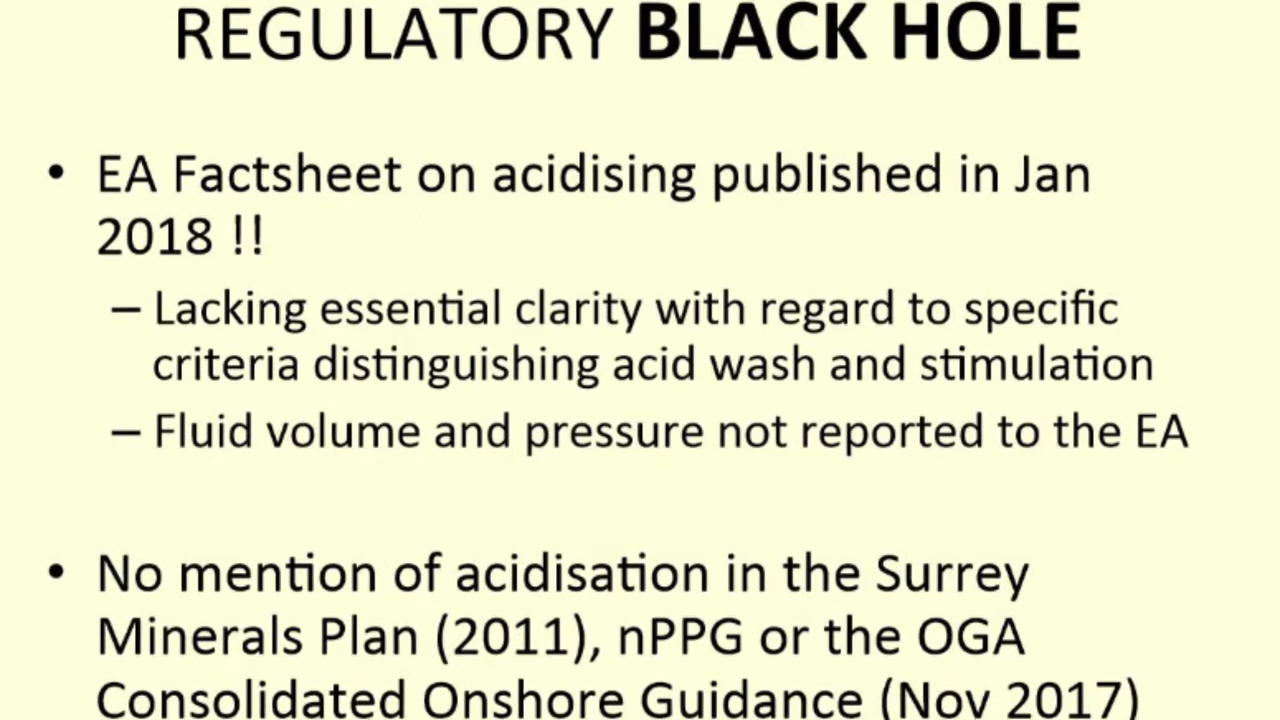 REGULATORY BLACK HOLE
• EA Factsheet on acidising published in Jan
2018 !!
– Lacking essential clarity with regard to specific
criteria distinguishing acid wash and stimulation
– Fluid volume and pressure not reported to the EA
• No mention of acidisation in the Surrey
Minerals Plan (2011), nPPG or the OGA
Consolidated Onshore Guidance (Nov 2017)